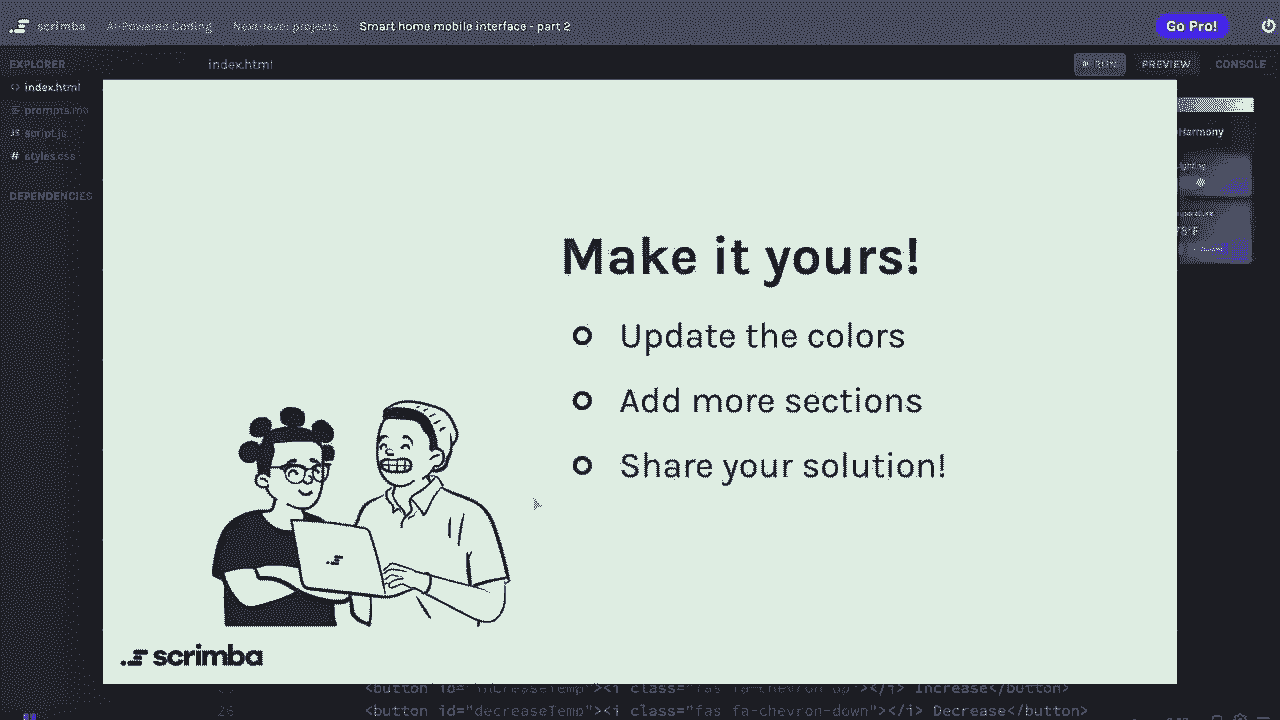 scrimba AI-Powered Coding Next-level projects Smart home mobile interface - part 2 Go Pro!
EXPLORER index.html RUN PREVIEW CONSOLE
index.html
prompts.md
script.js
styles.css
DEPENDENCIES
Harmony
75°F
Make it yours!
Update the colors
Add more sections
Share your solution!
scrimba
<button id="increaseTemp"><i class="fas fa-chevron-up"></i> Increase</button>
26 <button id="decreaseTemp"><i class="fas fa-chevron-down"></i> Decrease</button>